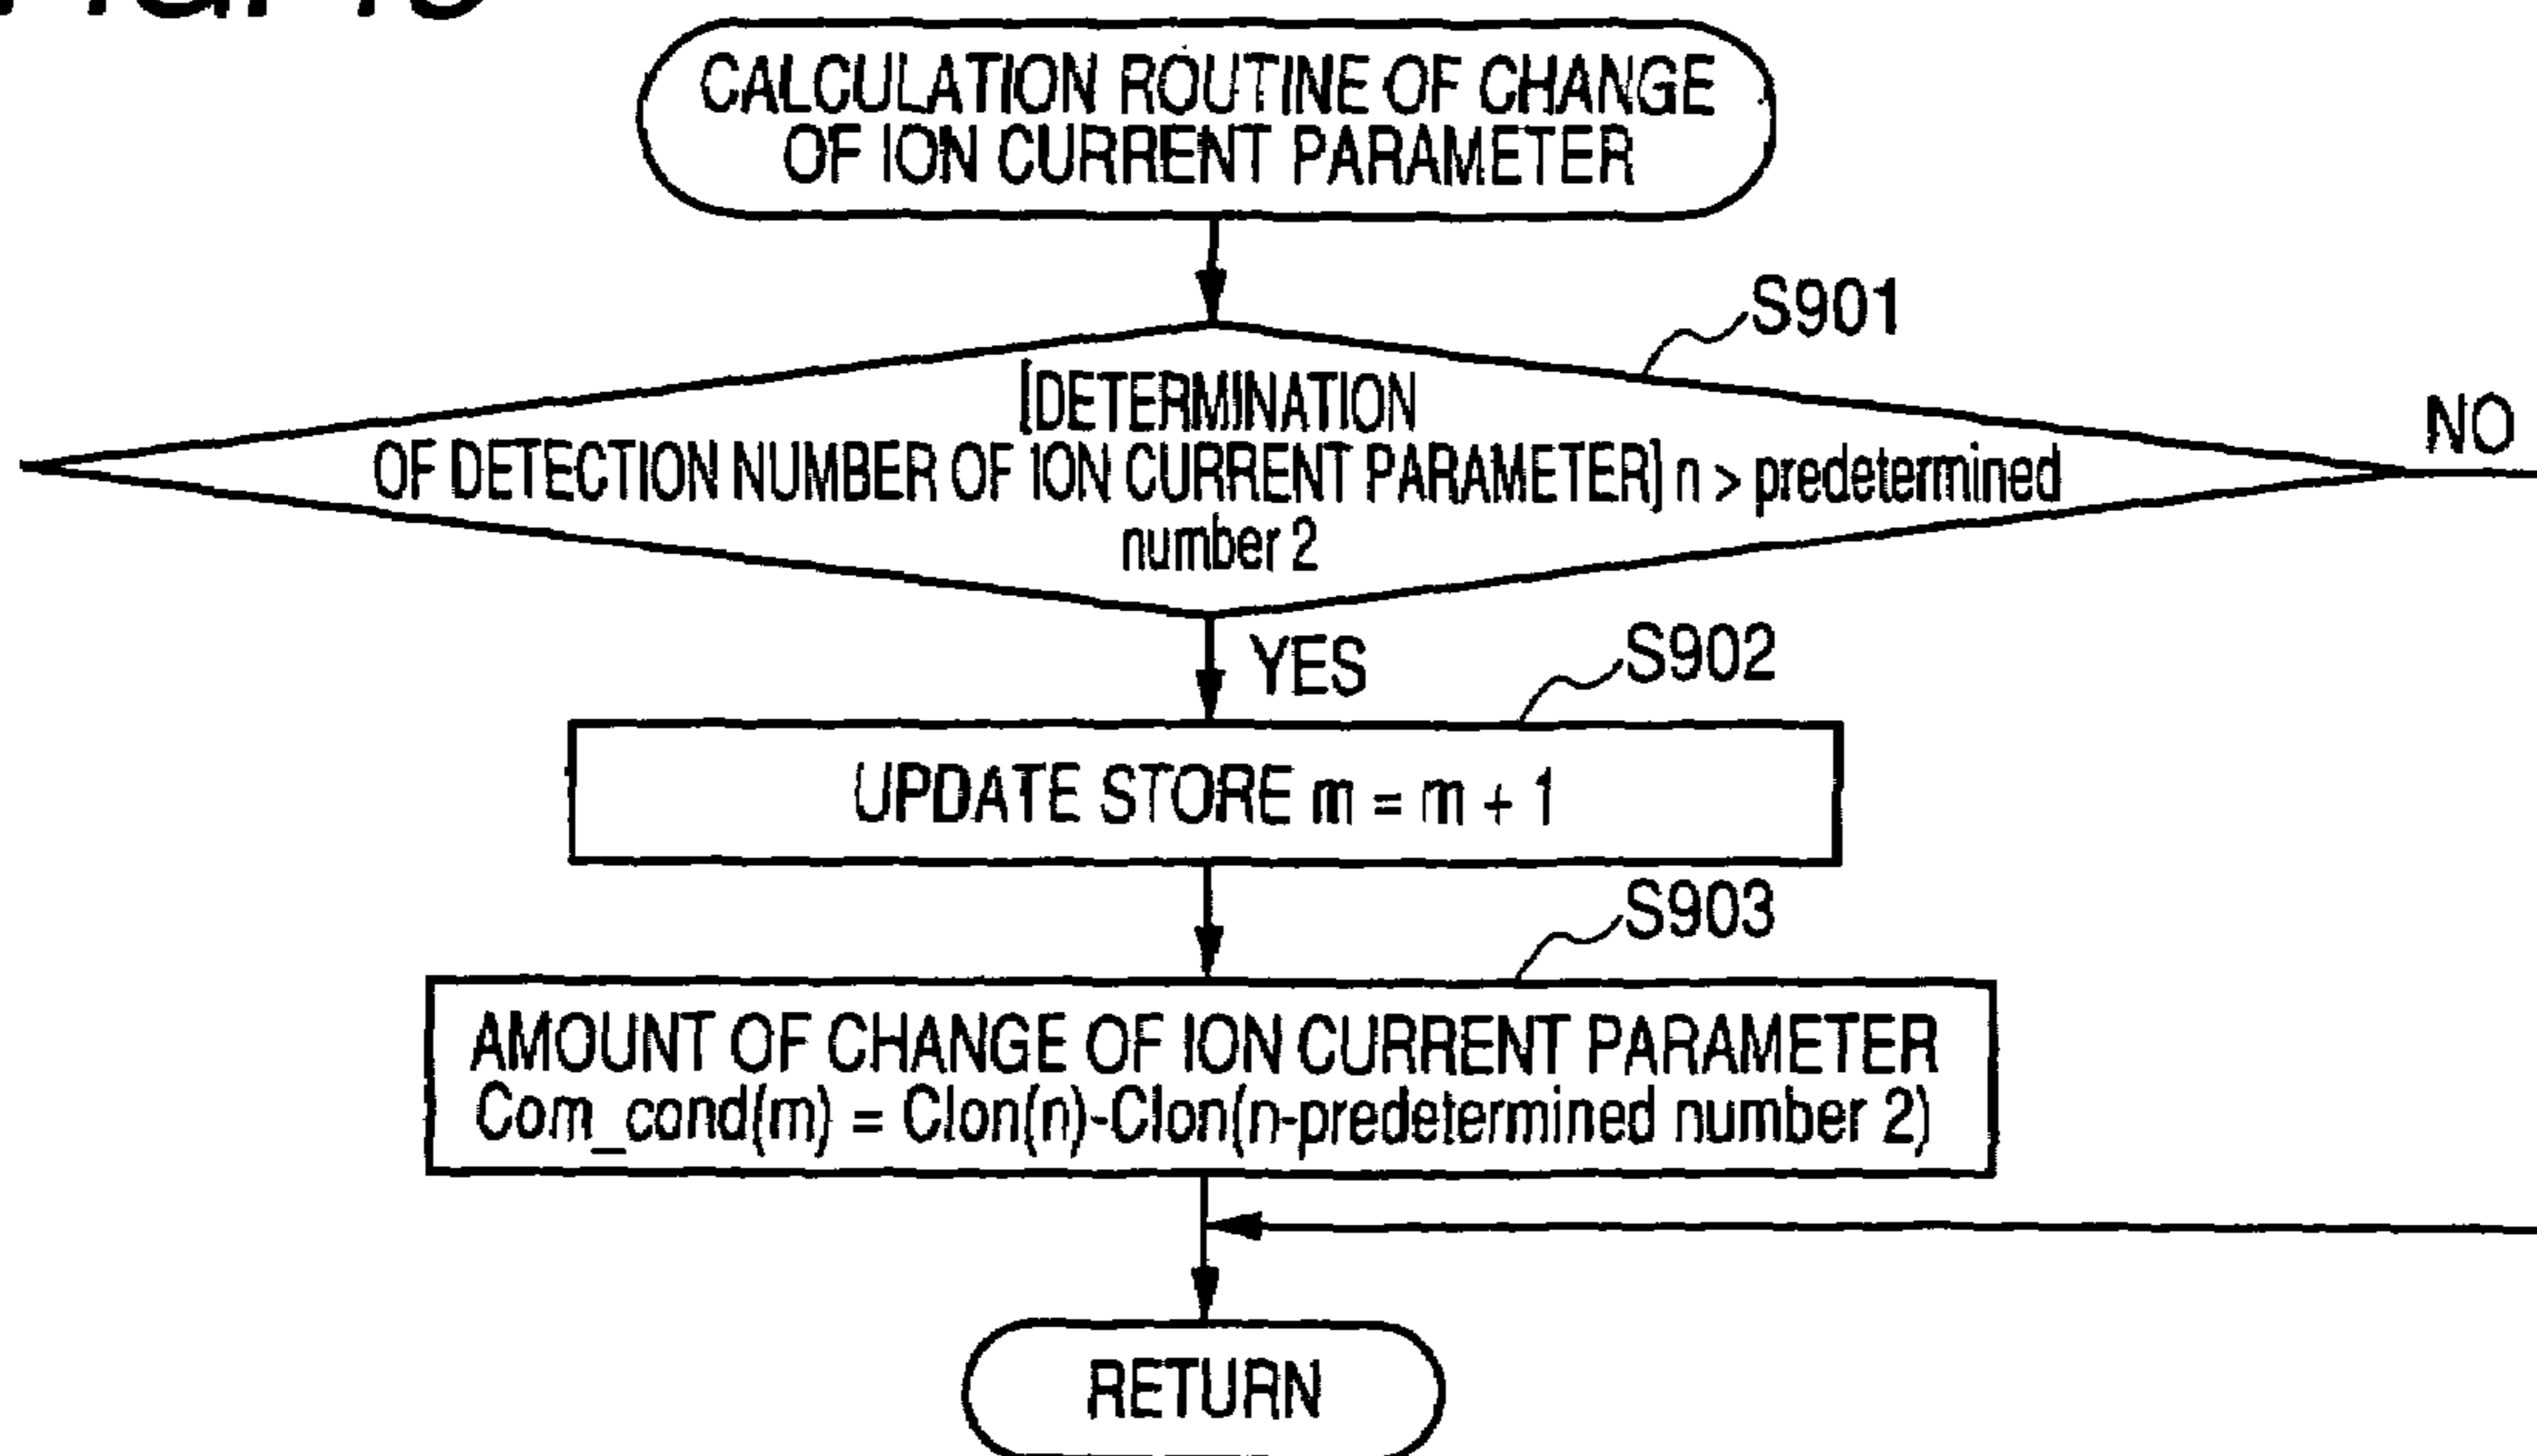 CALCULATION ROUTINE OF CHANGE
OF ION CURRENT PARAMETER
S901
[DETERMINATION
OF DETECTION NUMBER OF ION CURRENT PARAMETER] n > predetermined
number 2
NO
YES
S902
UPDATE STORE m = m + 1
S903
AMOUNT OF CHANGE OF ION CURRENT PARAMETER
Com_cond(m) = CIon(n)-CIon(n-predetermined number 2)
RETURN